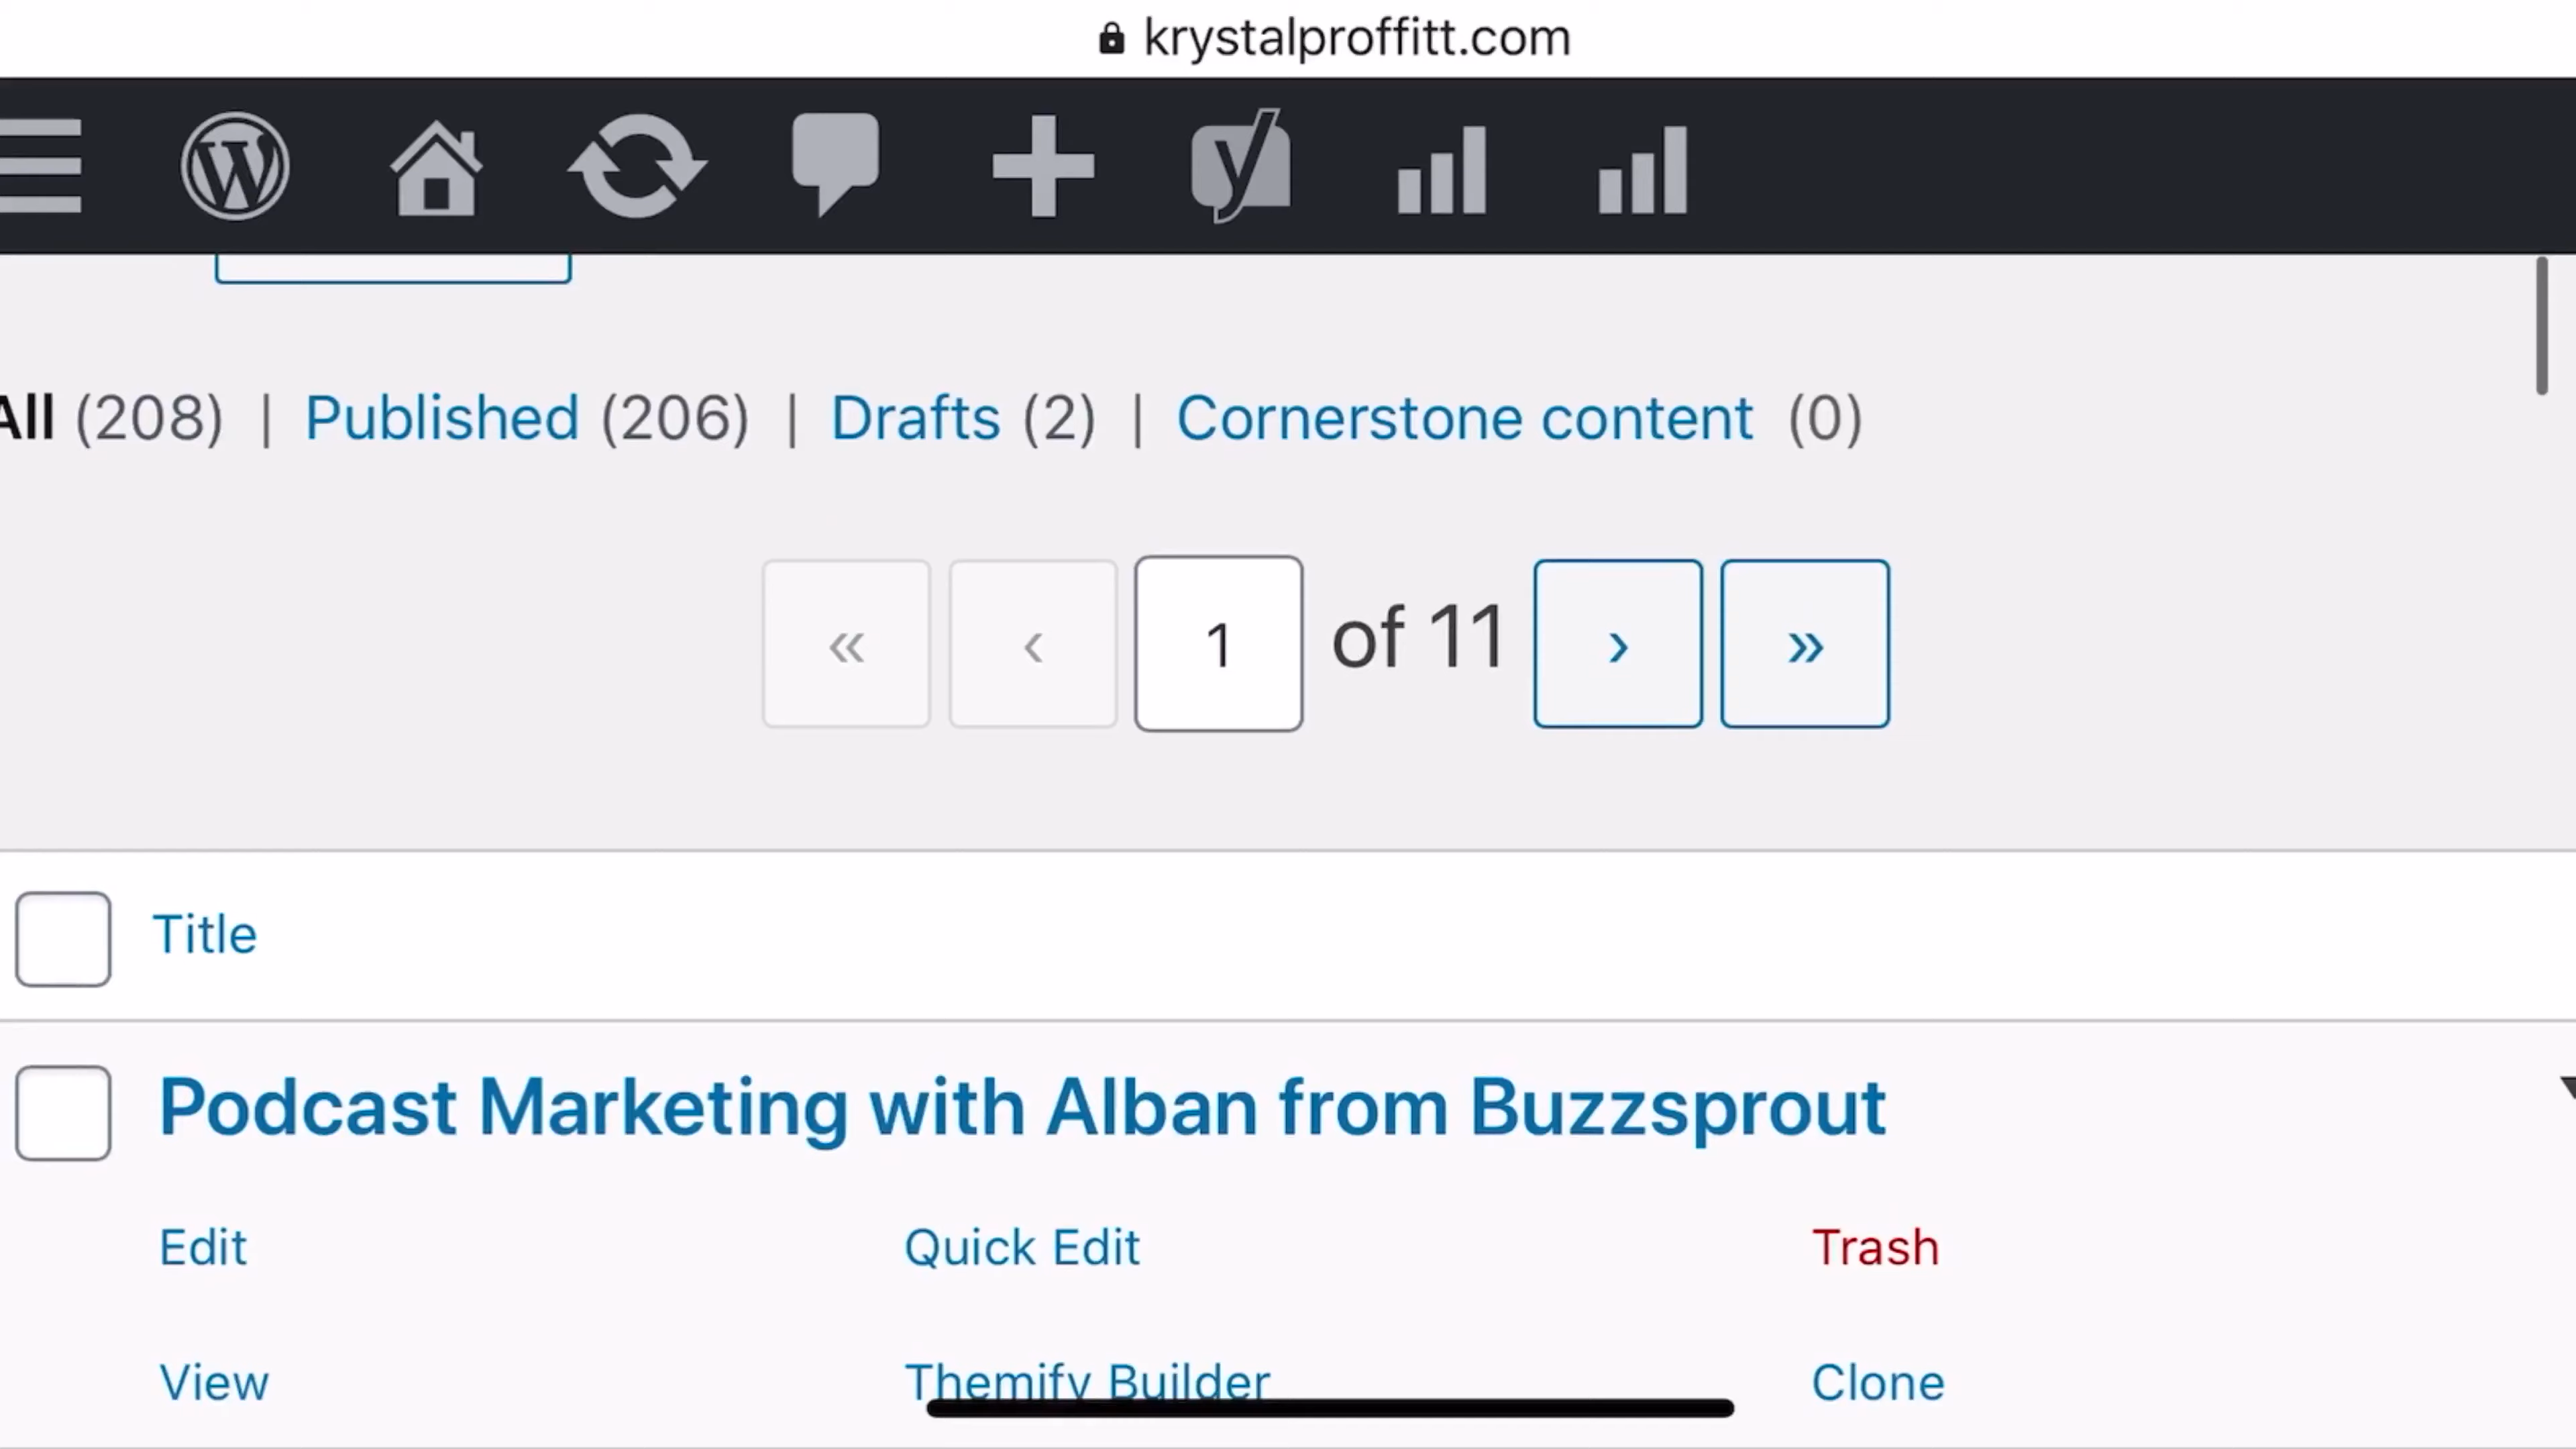 krystalproffitt.com
All (208) | Published (206) | Drafts (2) | Cornerstone content (0)
« ‹ 1 of 11 › »
Title
Podcast Marketing with Alban from Buzzsprout
Edit Quick Edit Trash
View Themify Builder Clone